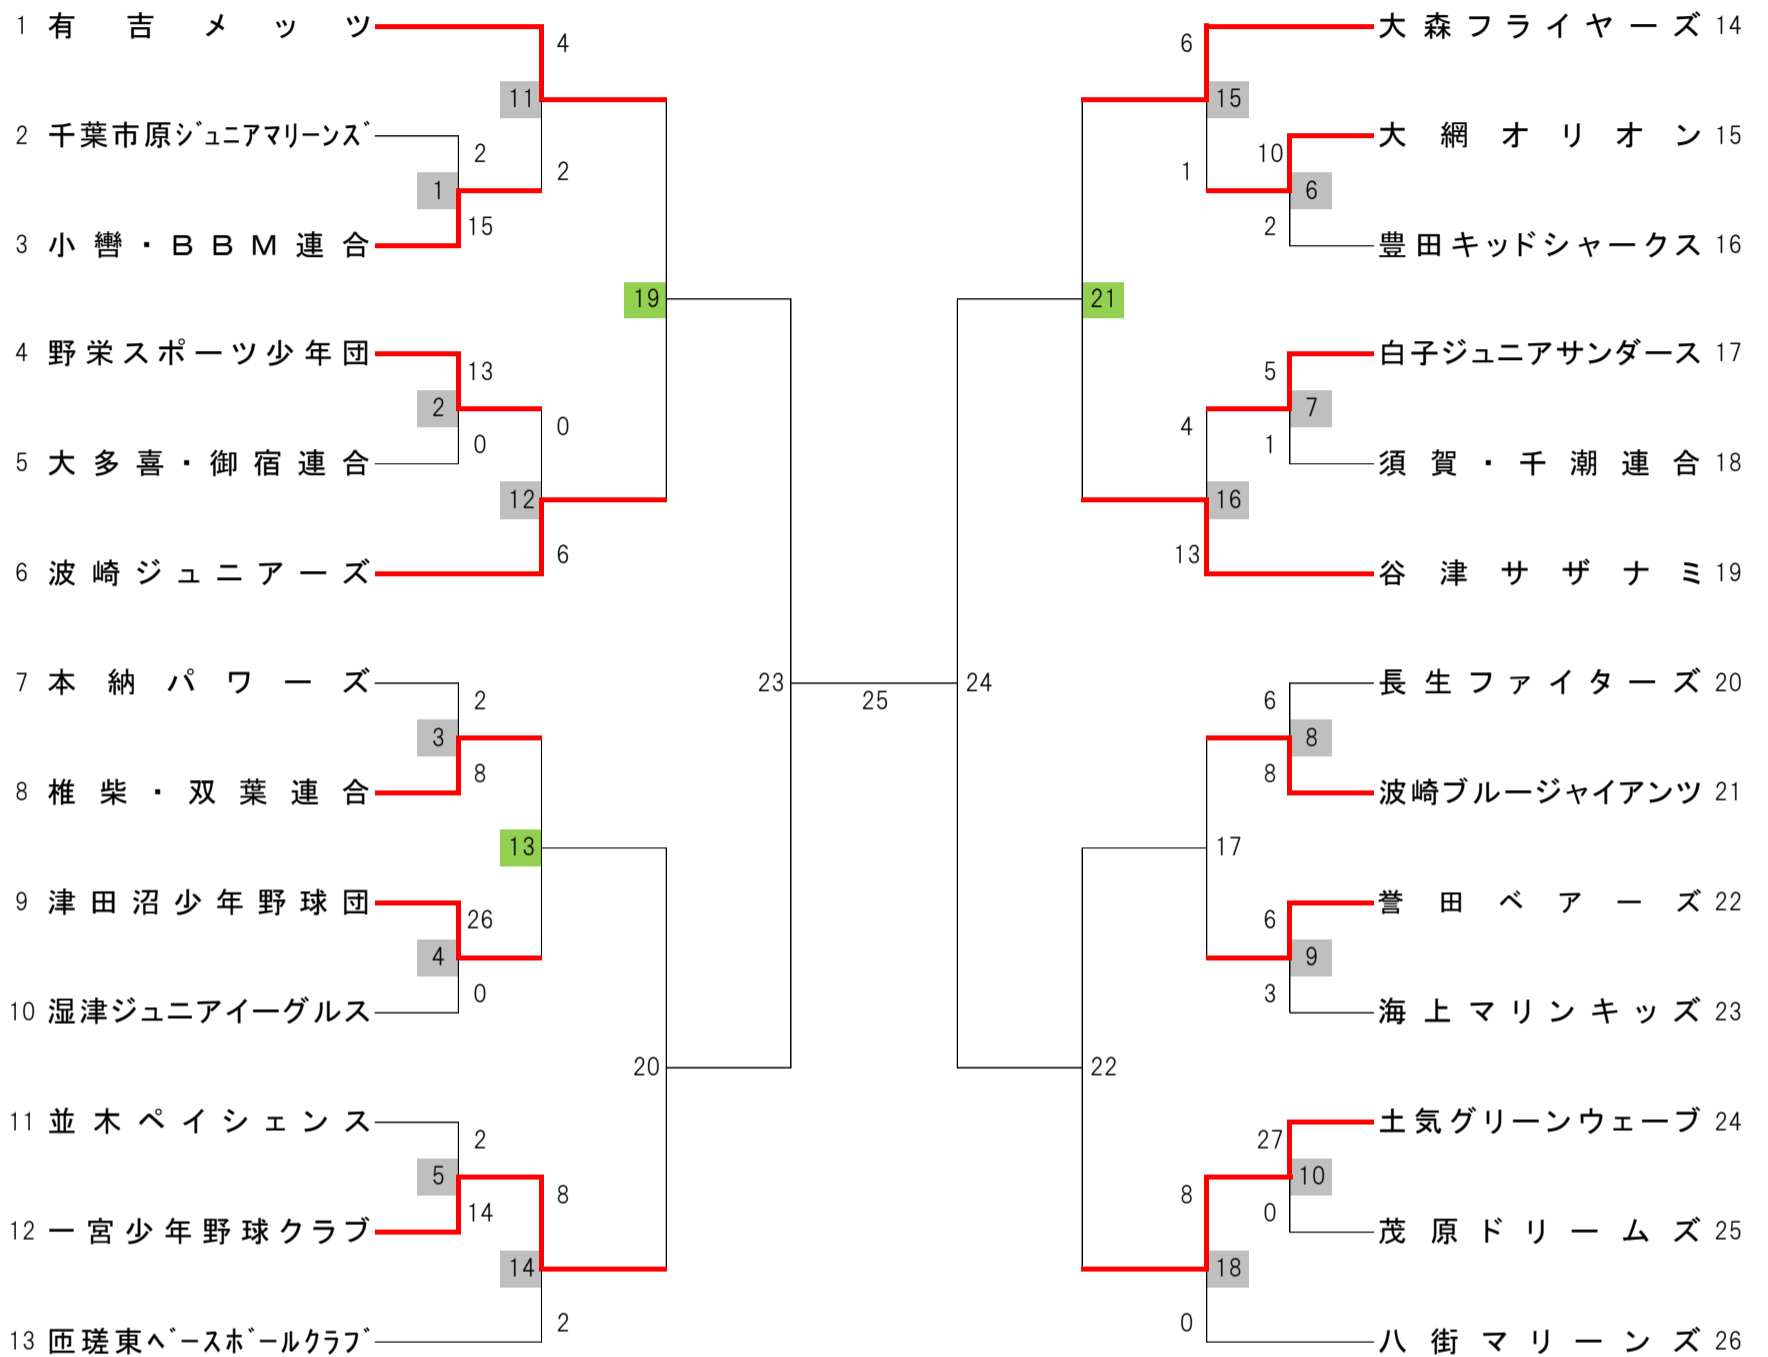 1 有吉メッツ
4
11
2 千葉市原ジュニアマリーンズ
2
2
1
15
3 小轡・ＢＢＭ連合
19
4 野栄スポーツ少年団
13
2
0
0
5 大多喜・御宿連合
12
6
6 波崎ジュニアーズ
7 本納パワーズ
2
3
8
8 椎柴・双葉連合
13
9 津田沼少年野球団
26
4
0
10 湿津ジュニアイーグルス
20
11 並木ペイシェンス
2
5
8
14
12 一宮少年野球クラブ
14
2
13 匝瑳東ベースボールクラブ
23
25
24
6
大森フライヤーズ 14
15
10
大網オリオン 15
1
6
2
豊田キッドシャークス 16
21
5
白子ジュニアサンダース 17
7
4
1
須賀・千潮連合 18
16
13
谷津サザナミ 19
6
長生ファイターズ 20
8
8
波崎ブルージャイアンツ 21
17
6
誉田ベアーズ 22
9
3
海上マリンキッズ 23
22
27
土気グリーンウェーブ 24
10
8
0
茂原ドリームズ 25
18
0
八街マリーンズ 26